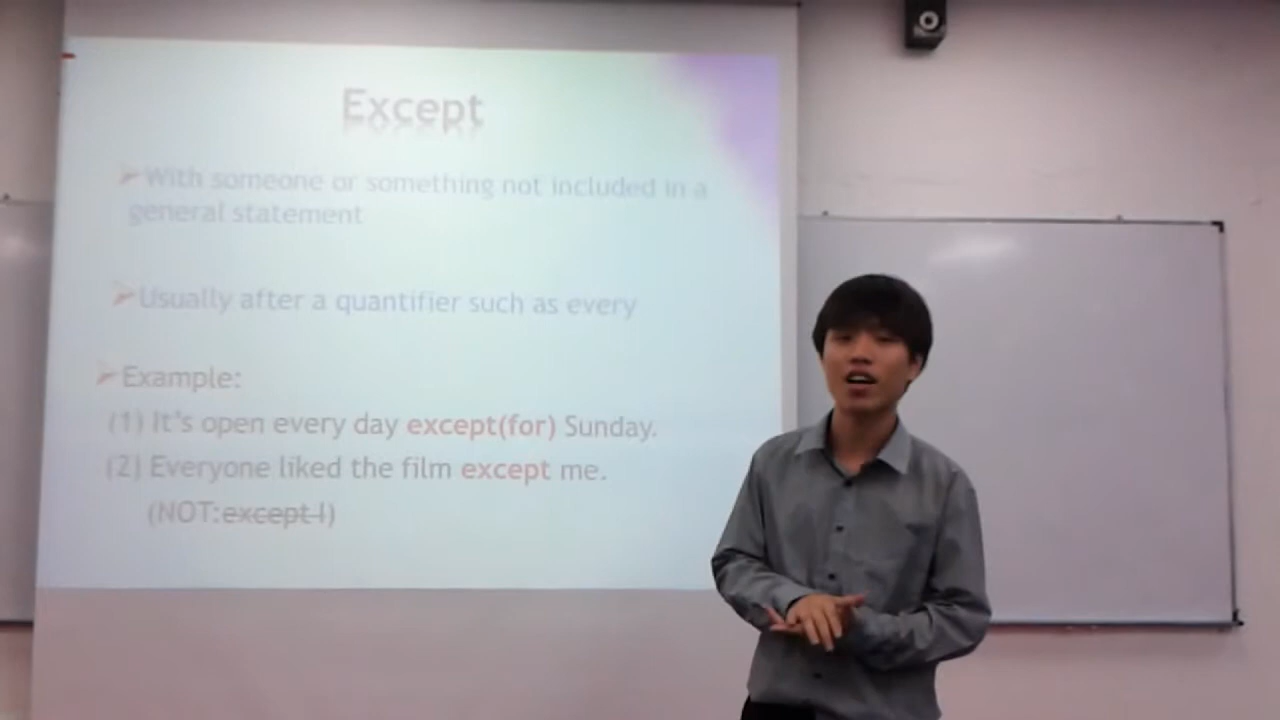 Except
With someone or something not included in a
general statement
Usually after a quantifier such as every
Example:
(1) It's open every day except(for) Sunday.
(2) Everyone liked the film except me.
(NOT:except I)